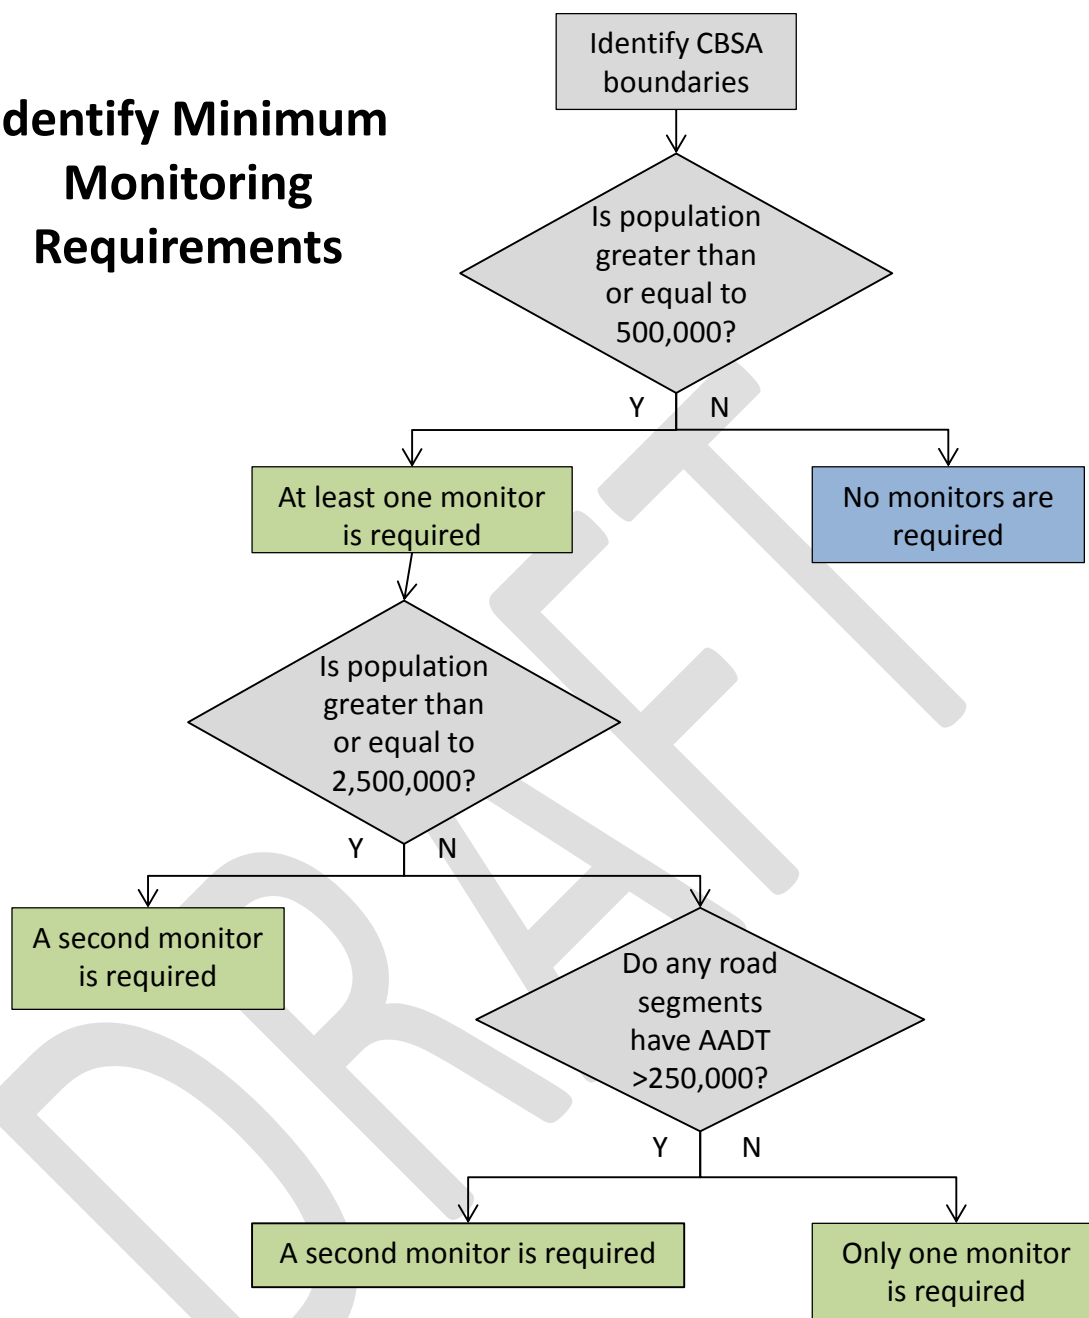 dentify Minimum
Monitoring
Requirements
Identify CBSA
boundaries
Is population
greater than
or equal to
500,000?
Y
N
At least one monitor
is required
No monitors are
required
Is population
greater than
or equal to
2,500,000?
Y
N
A second monitor
is required
Do any road
segments
have AADT
>250,000?
Y
N
A second monitor is required
Only one monitor
is required
DRAFT